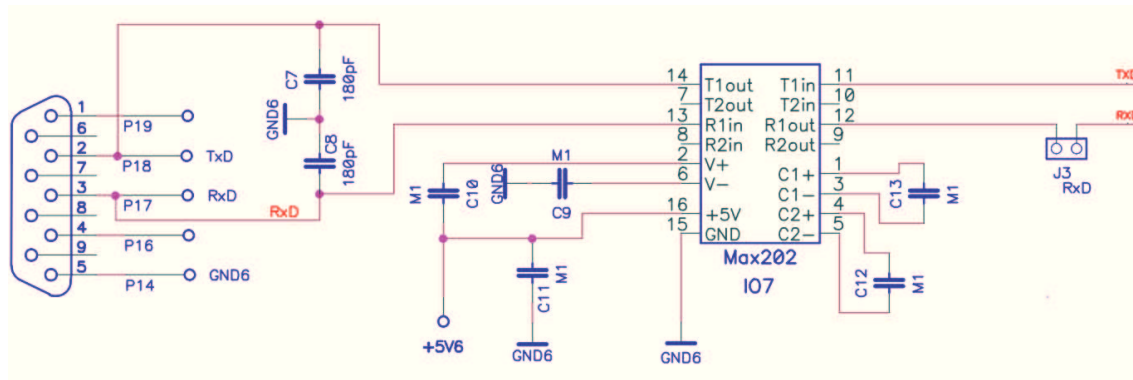 C7
180pF
GND6
C8
180pF
1
6
2
7
3
8
4
9
5
P19
P18
TxD
P17
RxD
RxD
P16
P14
GND6
M1
C10
GND6
M1
C9
C11
M1
+5V6
GND6
14
7
13
8
2
6
16
15
T1out
T2out
R1in
R2in
V+
V-
+5V
GND
T1in
T2in
R1out
R2out
C1+
C1-
C2+
C2-
11
10
12
9
1
3
4
5
Max202
IO7
GND6
C13
M1
C12
M1
J3
RxD